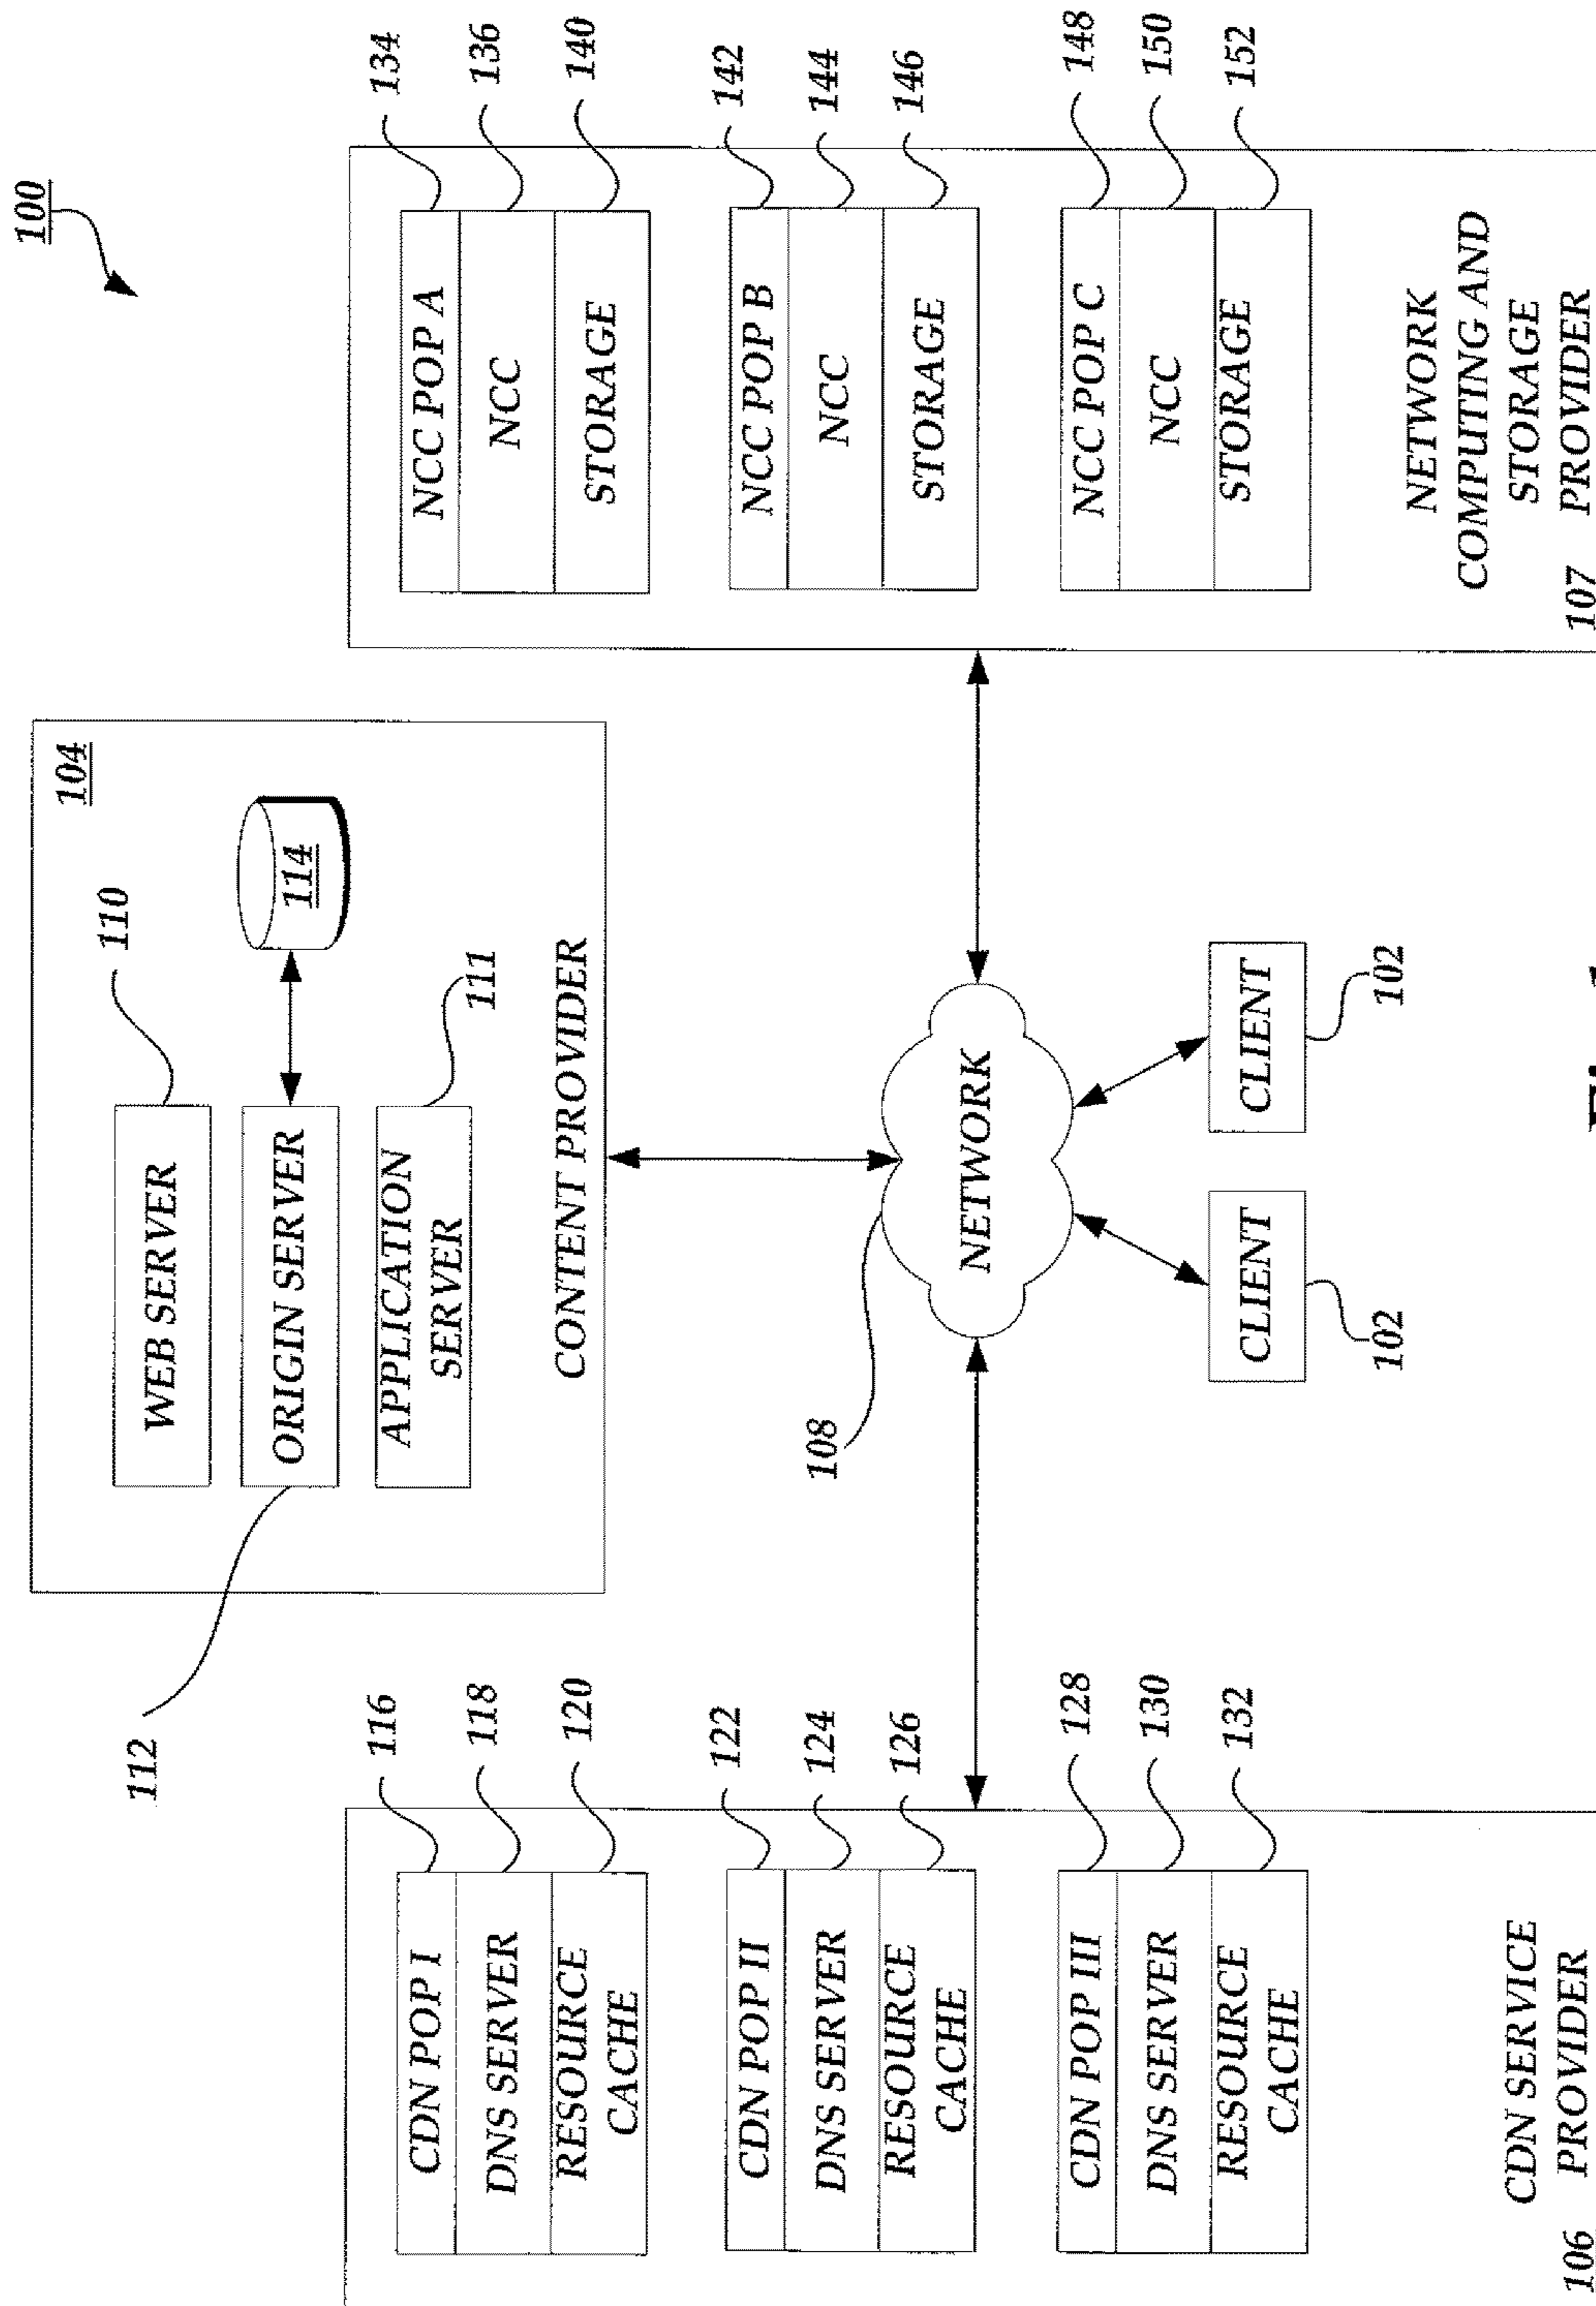 100
104
WEB SERVER
110
ORIGIN SERVER
114
112
APPLICATION
SERVER
111
CONTENT PROVIDER
CDN POP I
116
DNS SERVER
118
RESOURCE
CACHE
120
CDN POP II
122
DNS SERVER
124
RESOURCE
CACHE
126
CDN POP III
128
DNS SERVER
130
RESOURCE
CACHE
132
CDN SERVICE
PROVIDER
106
108
NETWORK
CLIENT
102
CLIENT
102
NCC POP A
134
NCC
136
STORAGE
140
NCC POP B
142
NCC
144
STORAGE
146
NCC POP C
148
NCC
150
STORAGE
152
NETWORK
COMPUTING AND
STORAGE
PROVIDER
107